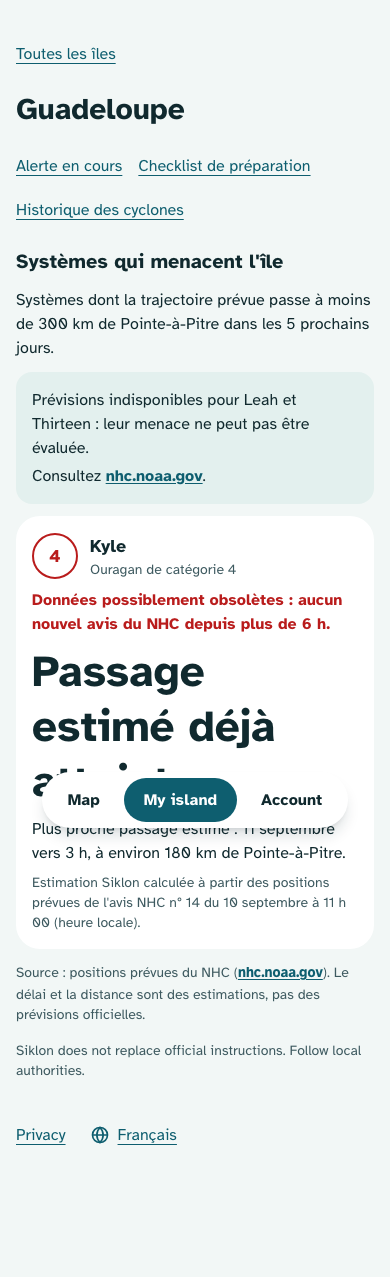 Toutes les îles
Guadeloupe
Alerte en cours Checklist de préparation
Historique des cyclones
Systèmes qui menacent l'île
Systèmes dont la trajectoire prévue passe à moins
de 300 km de Pointe-à-Pitre dans les 5 prochains
jours.
Prévisions indisponibles pour Leah et
Thirteen : leur menace ne peut pas être
évaluée.
Consultez nhc.noaa.gov.
4 Kyle
Ouragan de catégorie 4
Données possiblement obsolètes : aucun
nouvel avis du NHC depuis plus de 6 h.
Passage
estimé déjà
Map My island Account
Plus proche passage estimé : 11 septembre
vers 3 h, à environ 180 km de Pointe-à-Pitre.
Estimation Siklon calculée à partir des positions
prévues de l'avis NHC n° 14 du 10 septembre à 11 h
00 (heure locale).
Source : positions prévues du NHC (nhc.noaa.gov). Le
délai et la distance sont des estimations, pas des
prévisions officielles.
Siklon does not replace official instructions. Follow local
authorities.
Privacy Français